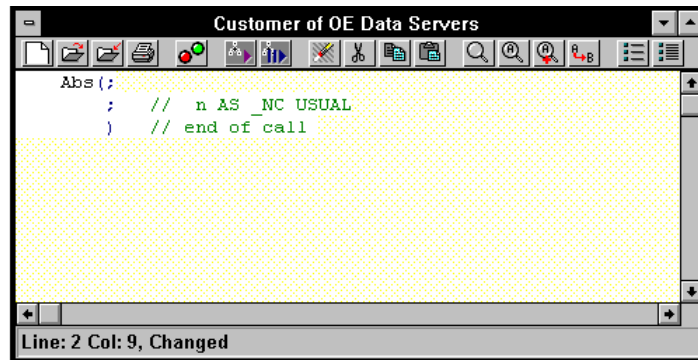 Customer of OE Data Servers
Abs(;
;   //  n AS _NC USUAL
)   // end of call
Line: 2 Col: 9, Changed